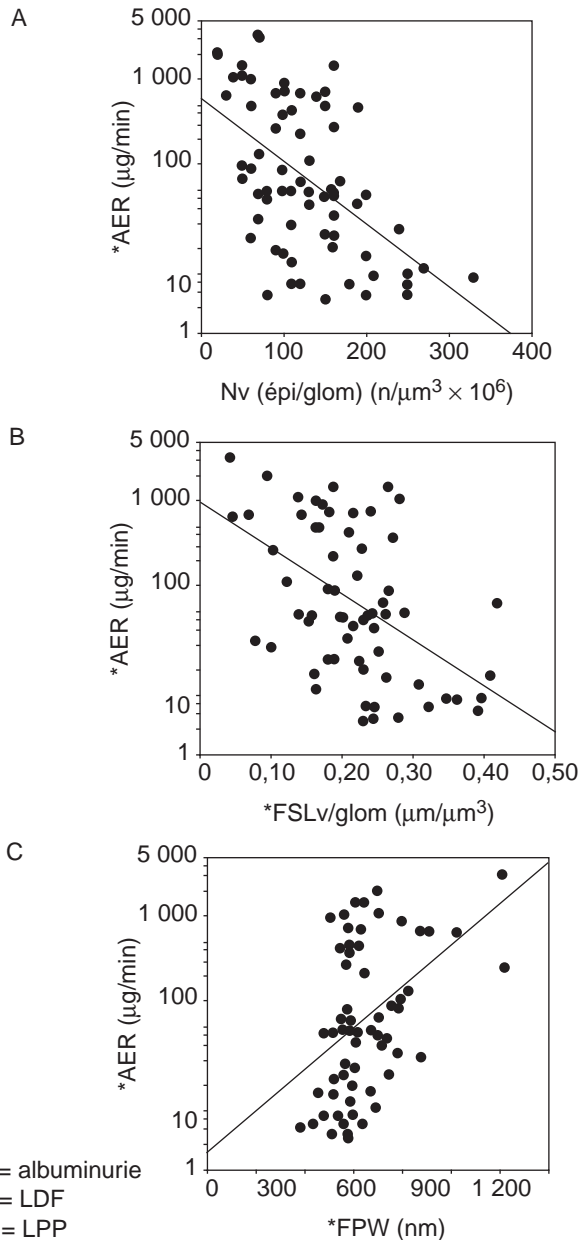 A
5 000
1 000
100
10
1
*AER (µg/min)
0 100 200 300 400
Nv (épi/glom) (n/µm³ × 10⁶)
B
5 000
1 000
100
10
1
*AER (µg/min)
0 0,10 0,20 0,30 0,40 0,50
*FSLv/glom (µm/µm³)
C
5 000
1 000
100
10
1
*AER (µg/min)
0 300 600 900 1 200
*FPW (nm)
= albuminurie
= LDF
= LPP